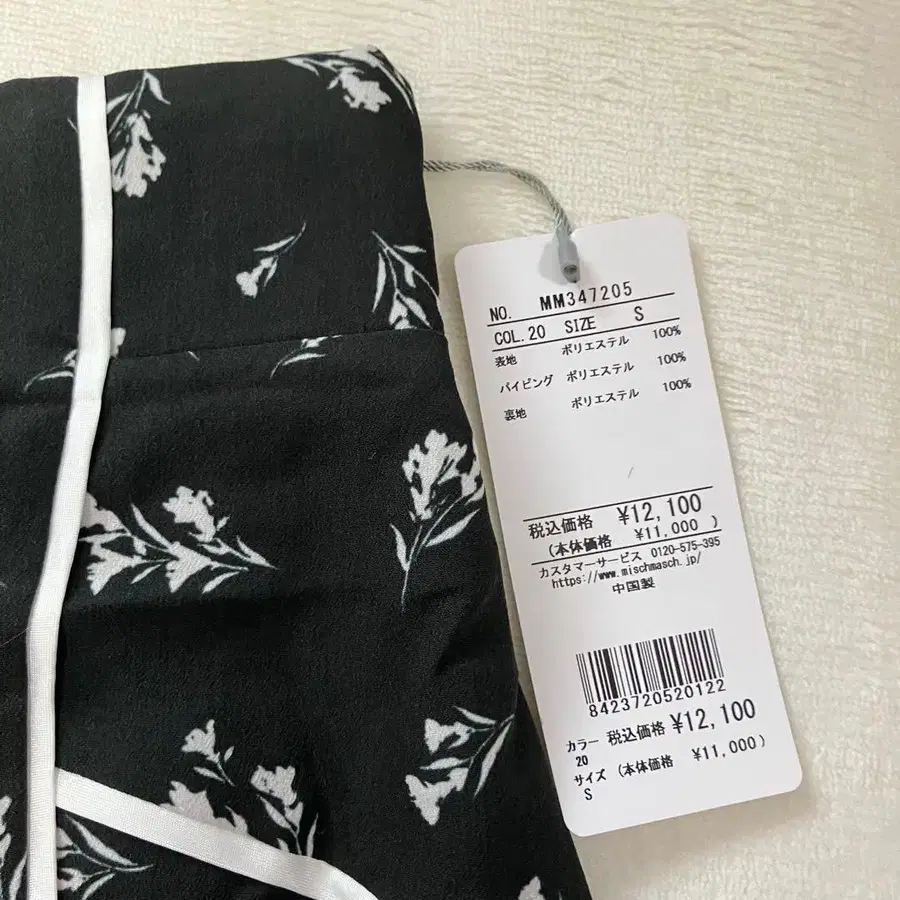 NO. MM347205
COL.20 SIZE S
表地 ポリエステル 100%
パイピング ポリエステル 100%
裏地 ポリエステル 100%
税込価格 ¥12,100
(本体価格 ¥11,000 )
カスタマーサービス 0120-575-395
https://www.mischmasch.jp/
中国製
8423720520122
カラー 税込価格 ¥12,100
20
サイズ (本体価格 ¥11,000)
S